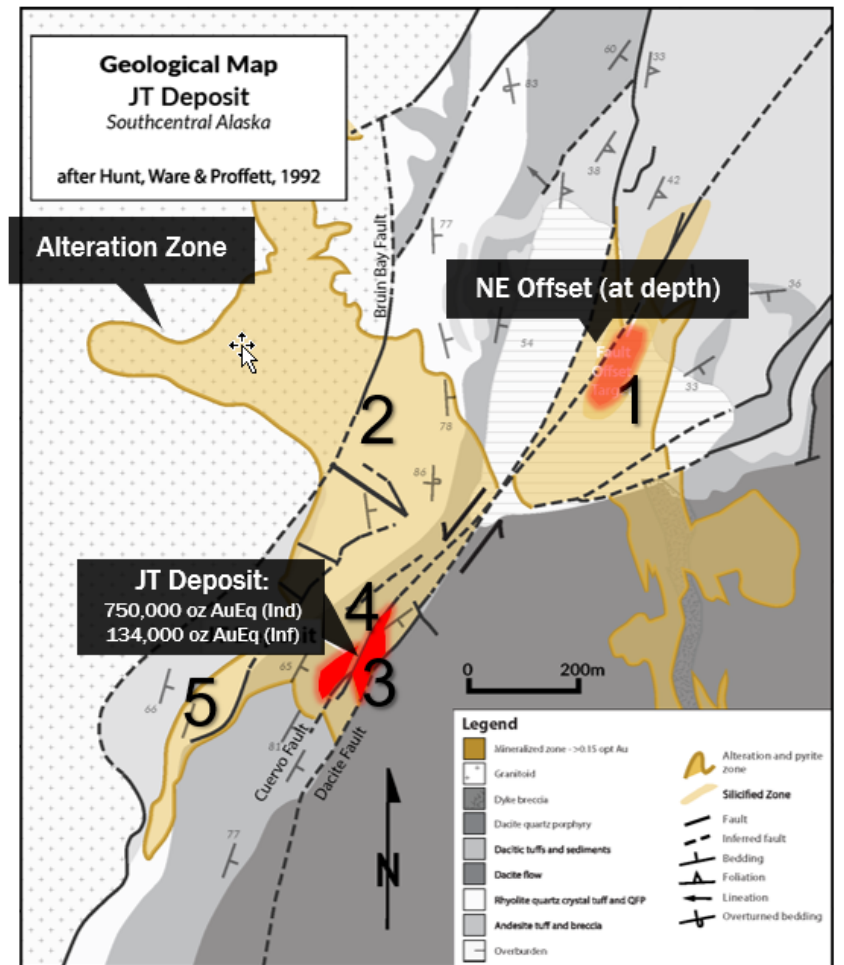 Geological Map
JT Deposit
Southcentral Alaska
after Hunt, Ware & Proffett, 1992
Alteration Zone
Bruin Bay Fault
NE Offset (at depth)
Fault
Offset
60
33
83
38
42
77
36
54
33
78
86
1
2
JT Deposit:
750,000 oz AuEq (Ind)
134,000 oz AuEq (Inf)
4
3
5
65
66
81
77
Cuervo Fault
Dacite Fault
0 200m
N
Legend
Mineralized zone - >0.15 opt Au
Granitoid
Dyke breccia
Dacite quartz porphyry
Dacitic tuffs and sediments
Dacite flow
Rhyolite quartz crystal tuff and QFP
Andesite tuff and breccia
Overburden
Alteration and pyrite
zone
Silicified Zone
Fault
Inferred fault
Bedding
Foliation
Lineation
Overturned bedding